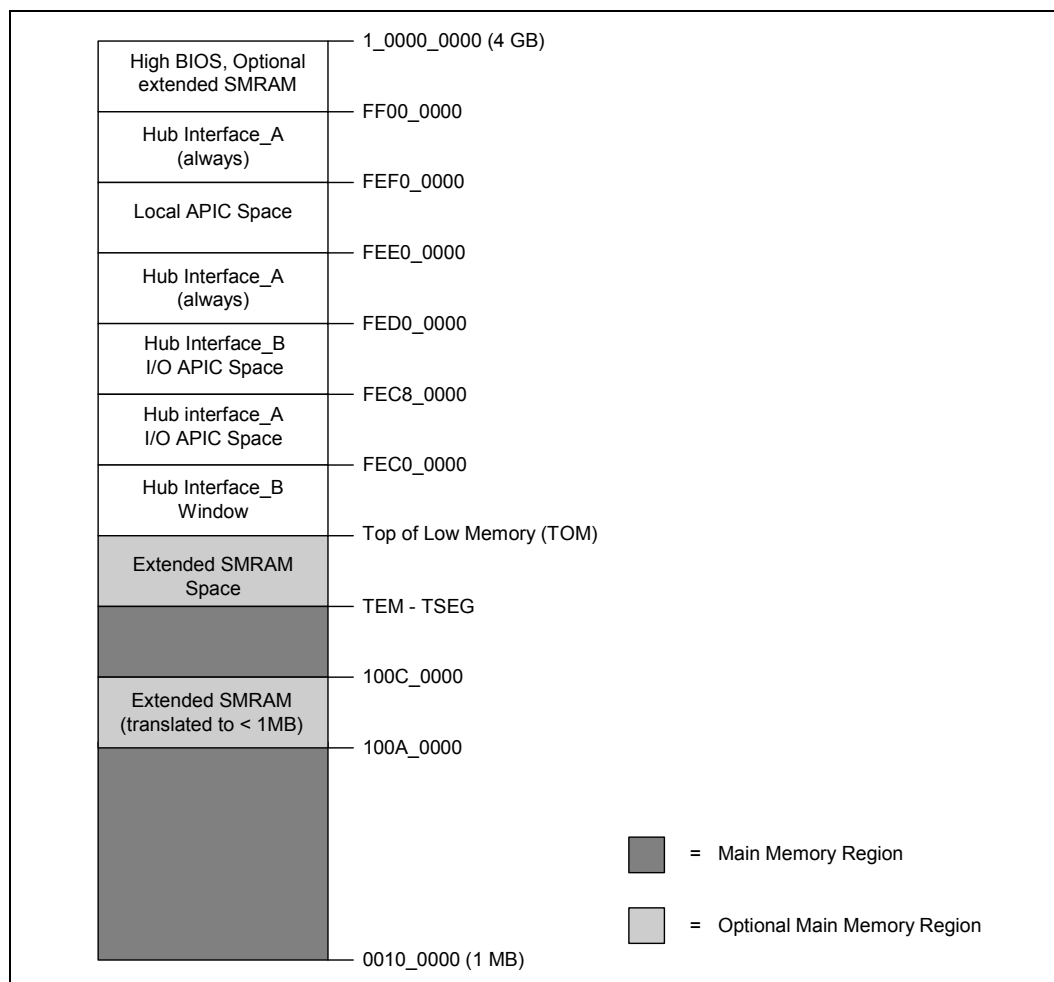 1_0000_0000 (4 GB)
High BIOS, Optional
extended SMRAM
FF00_0000
Hub Interface_A
(always)
FEF0_0000
Local APIC Space
FEE0_0000
Hub Interface_A
(always)
FED0_0000
Hub Interface_B
I/O APIC Space
FEC8_0000
Hub interface_A
I/O APIC Space
FEC0_0000
Hub Interface_B
Window
Top of Low Memory (TOM)
Extended SMRAM
Space
TEM - TSEG
100C_0000
Extended SMRAM
(translated to < 1MB)
100A_0000
= Main Memory Region
= Optional Main Memory Region
0010_0000 (1 MB)